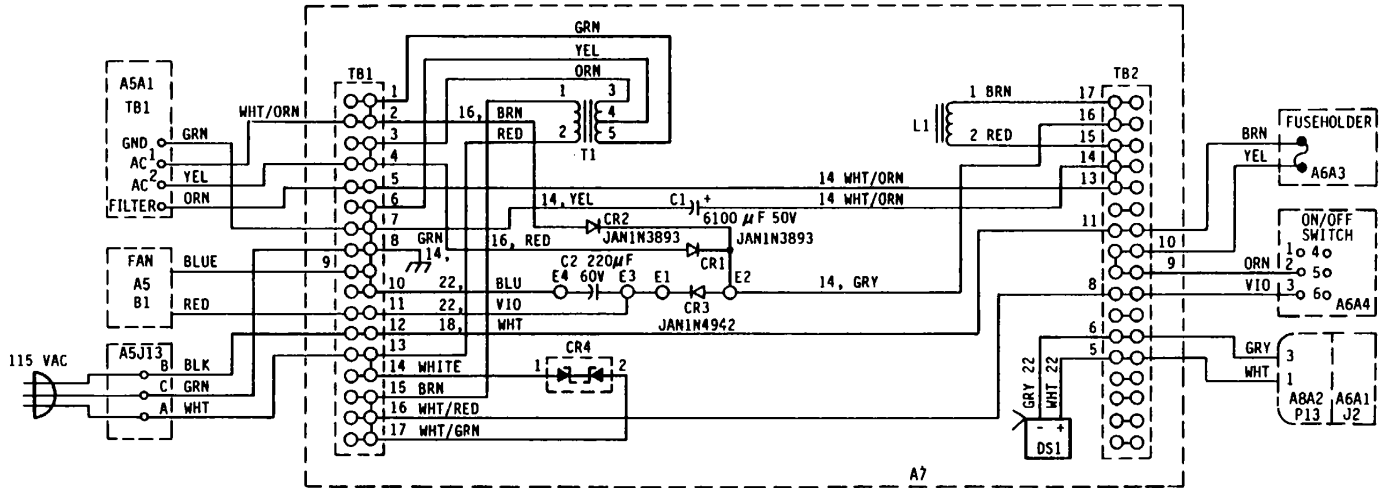 A5A1
TB1
GND
AC1
AC2
FILTER
GRN
WHT/ORN
YEL
ORN
FAN
A5
B1
BLUE
RED
115 VAC
A5J13
B BLK
C GRN
A WHT
TB1
1
2
3
4
5
6
7
8
9
10
11
12
13
14 WHITE
15 BRN
16 WHT/RED
17 WHT/GRN
GRN
YEL
ORN
16, BRN
RED
1
2
3
4
5
T1
14, YEL
GRN
14,
16, RED
C1 +
6100 µF 50V
CR2
JAN1N3893
JAN1N3893
CR1
C2 220µF
60V
E4
E3
E1
E2
22, BLU
22, VIO
18, WHT
CR3
JAN1N4942
CR4
1
2
14 WHT/ORN
14 WHT/ORN
14, GRY
L1
1 BRN
2 RED
TB2
17
16
15
14
13
11
10
9
8
6
5
GRY 22
WHT 22
- +
DS1
A7
BRN
YEL
FUSEHOLDER
A6A3
ON/OFF
SWITCH
1 4
2 5
3 6
A6A4
ORN
VIO
GRY
WHT
3
1
A8A2
P13
A6A1
J2